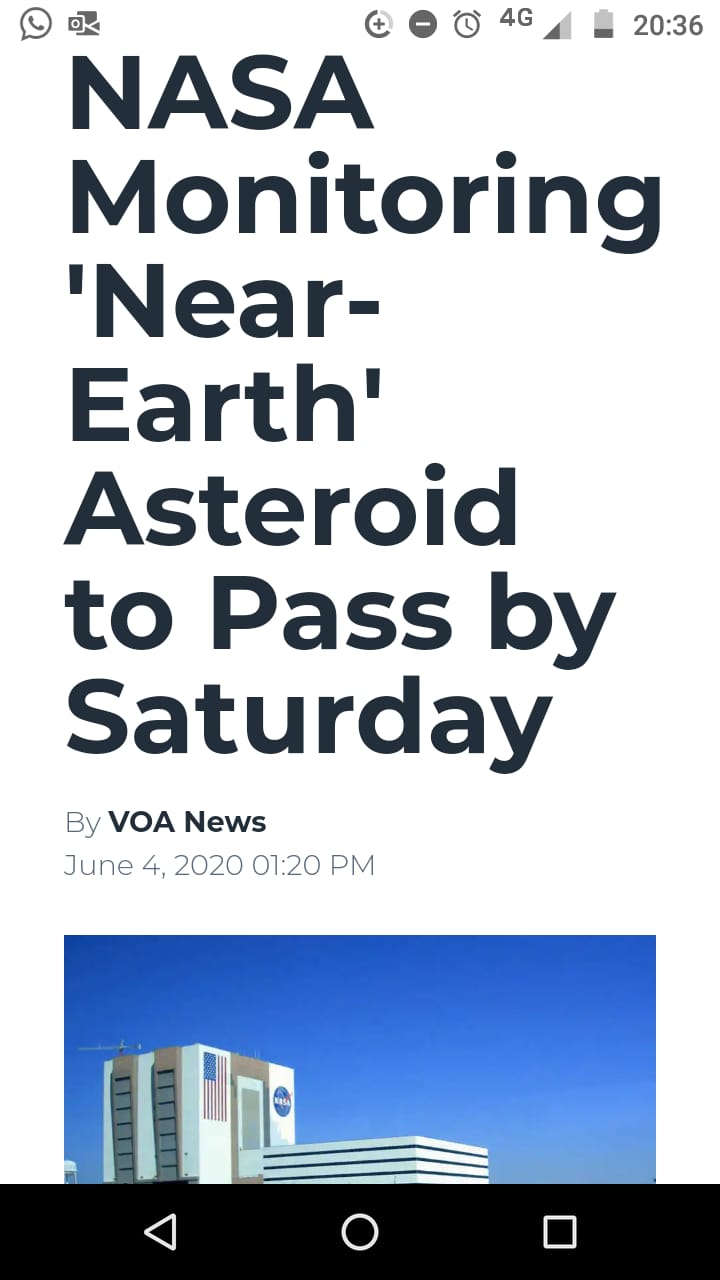 4G 20:36
NASA
Monitoring
'Near-
Earth'
Asteroid
to Pass by
Saturday
By VOA News
June 4, 2020 01:20 PM
NASA